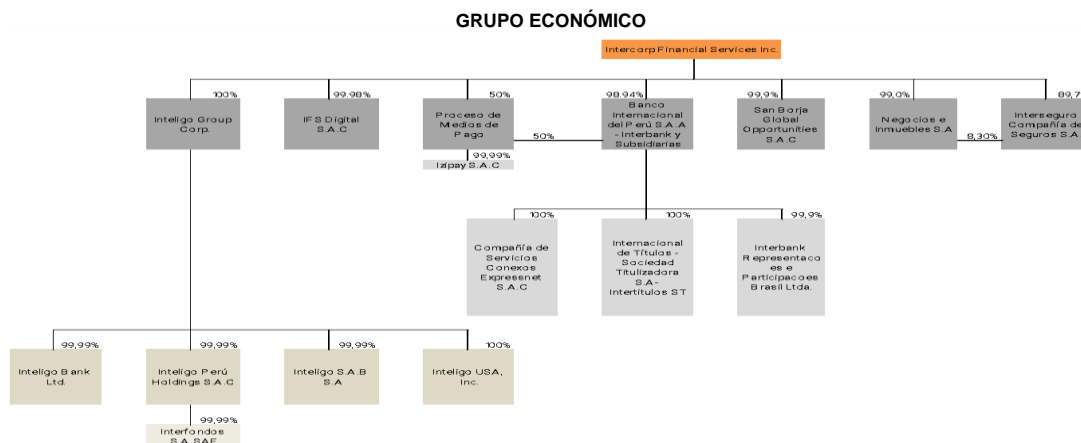 GRUPO ECONÓMICO
Intercorp Financial Services Inc.
100%
99.98%
50%
98.94%
99,9%
99,0%
89,7
Inteligo Group
Corp.
IFS Digital
S.A.C
Proceso de
Medios de
Pago
Banco
Internacional
del Perú S.A.A
- Interbank y
Subsidiarias
San Borja
Global
Opportunities
S.A.C
Negocios e
Inmuebles S.A
Interseguro
Compañía de
Seguros S.A
50%
8,30%
99,99%
Izipay S.A.C
100%
100%
99,9%
Compañía de
Servicios
Conexos
Expressnet
S.A.C
Internacional
de Títulos -
Sociedad
Titulizadora
S.A-
Intertítulos ST
Interbank
Representaco
es e
Participacoes
Brasil Ltda.
99,99%
99,99%
99,99%
100%
Inteligo Bank
Ltd.
Inteligo Perú
Holdings S.A.C
Inteligo S.A.B
S.A
Inteligo USA,
Inc.
99,99%
Interfondos
S.A. SAF